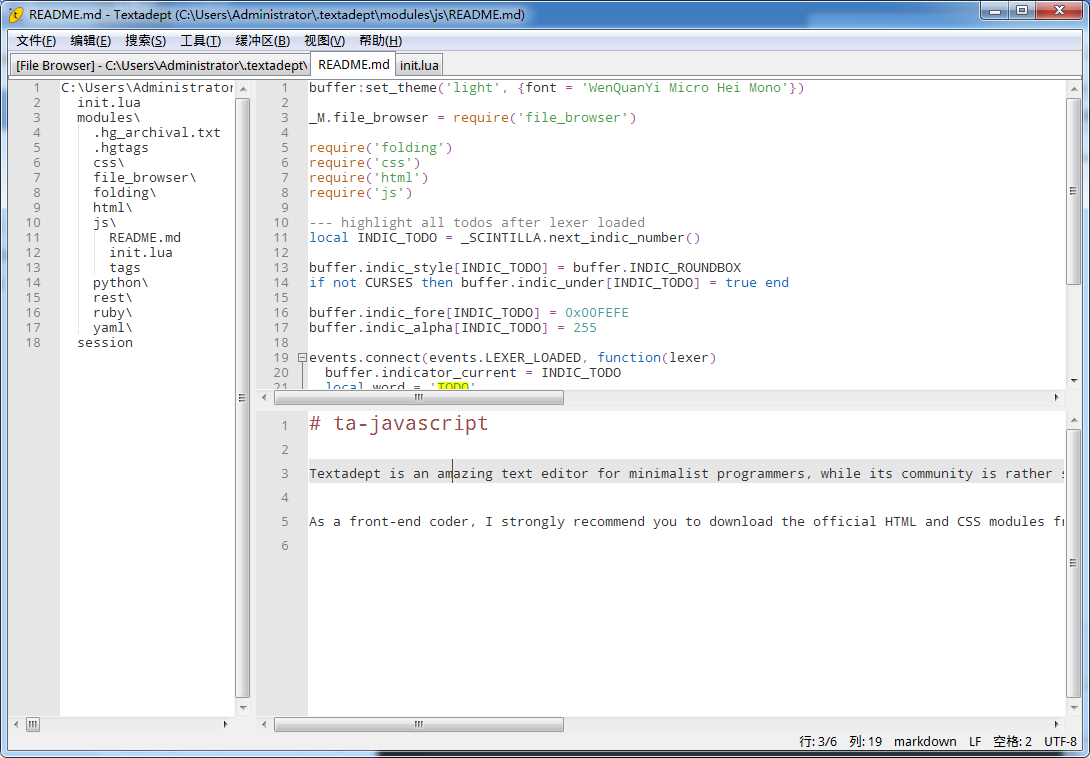 README.md - Textadept (C:\Users\Administrator\.textadept\modules\js\README.md)
文件(F) 编辑(E) 搜索(S) 工具(T) 缓冲区(B) 视图(V) 帮助(H)
[File Browser] - C:\Users\Administrator\.textadept\ README.md init.lua
1 C:\Users\Administrator
2 init.lua
3 modules\
4 .hg_archival.txt
5 .hgtags
6 css\
7 file_browser\
8 folding\
9 html\
10 js\
11 README.md
12 init.lua
13 tags
14 python\
15 rest\
16 ruby\
17 yaml\
18 session
1 buffer:set_theme('light', {font = 'WenQuanYi Micro Hei Mono'})
2
3 _M.file_browser = require('file_browser')
4
5 require('folding')
6 require('css')
7 require('html')
8 require('js')
9
10 --- highlight all todos after lexer loaded
11 local INDIC_TODO = _SCINTILLA.next_indic_number()
12
13 buffer.indic_style[INDIC_TODO] = buffer.INDIC_ROUNDBOX
14 if not CURSES then buffer.indic_under[INDIC_TODO] = true end
15
16 buffer.indic_fore[INDIC_TODO] = 0x00FEFE
17 buffer.indic_alpha[INDIC_TODO] = 255
18
19 events.connect(events.LEXER_LOADED, function(lexer)
20 buffer.indicator_current = INDIC_TODO
21 local word = 'TODO'
1 # ta-javascript
2
3 Textadept is an amazing text editor for minimalist programmers, while its community is rather s
4
5 As a front-end coder, I strongly recommend you to download the official HTML and CSS modules fr
6
行: 3/6 列: 19 markdown LF 空格: 2 UTF-8